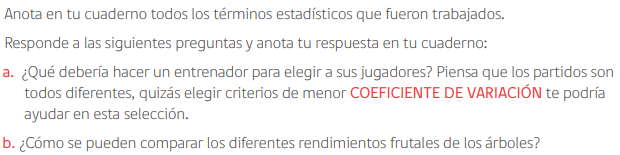 Anota en tu cuaderno todos los términos estadísticos que fueron trabajados.
Responde a las siguientes preguntas y anota tu respuesta en tu cuaderno:
a. ¿Qué debería hacer un entrenador para elegir a sus jugadores? Piensa que los partidos son
todos diferentes, quizás elegir criterios de menor COEFICIENTE DE VARIACIÓN te podría
ayudar en esta selección.
b. ¿Cómo se pueden comparar los diferentes rendimientos frutales de los árboles?